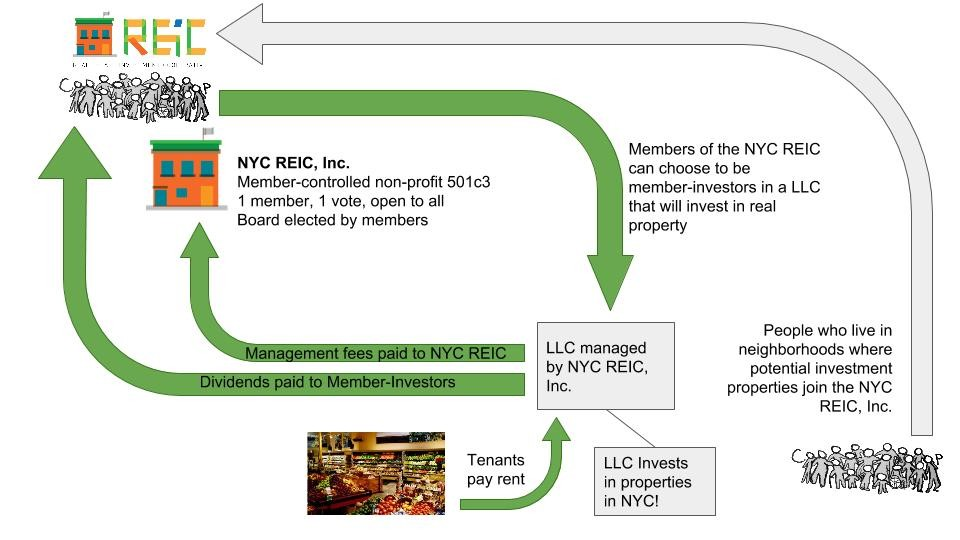 REIC
NYC REIC, Inc.
Member-controlled non-profit 501c3
1 member, 1 vote, open to all
Board elected by members
Members of the NYC REIC
can choose to be
member-investors in a LLC
that will invest in real
property
Management fees paid to NYC REIC
Dividends paid to Member-Investors
LLC managed
by NYC REIC,
Inc.
People who live in
neighborhoods where
potential investment
properties join the NYC
REIC, Inc.
Tenants
pay rent
LLC Invests
in properties
in NYC!